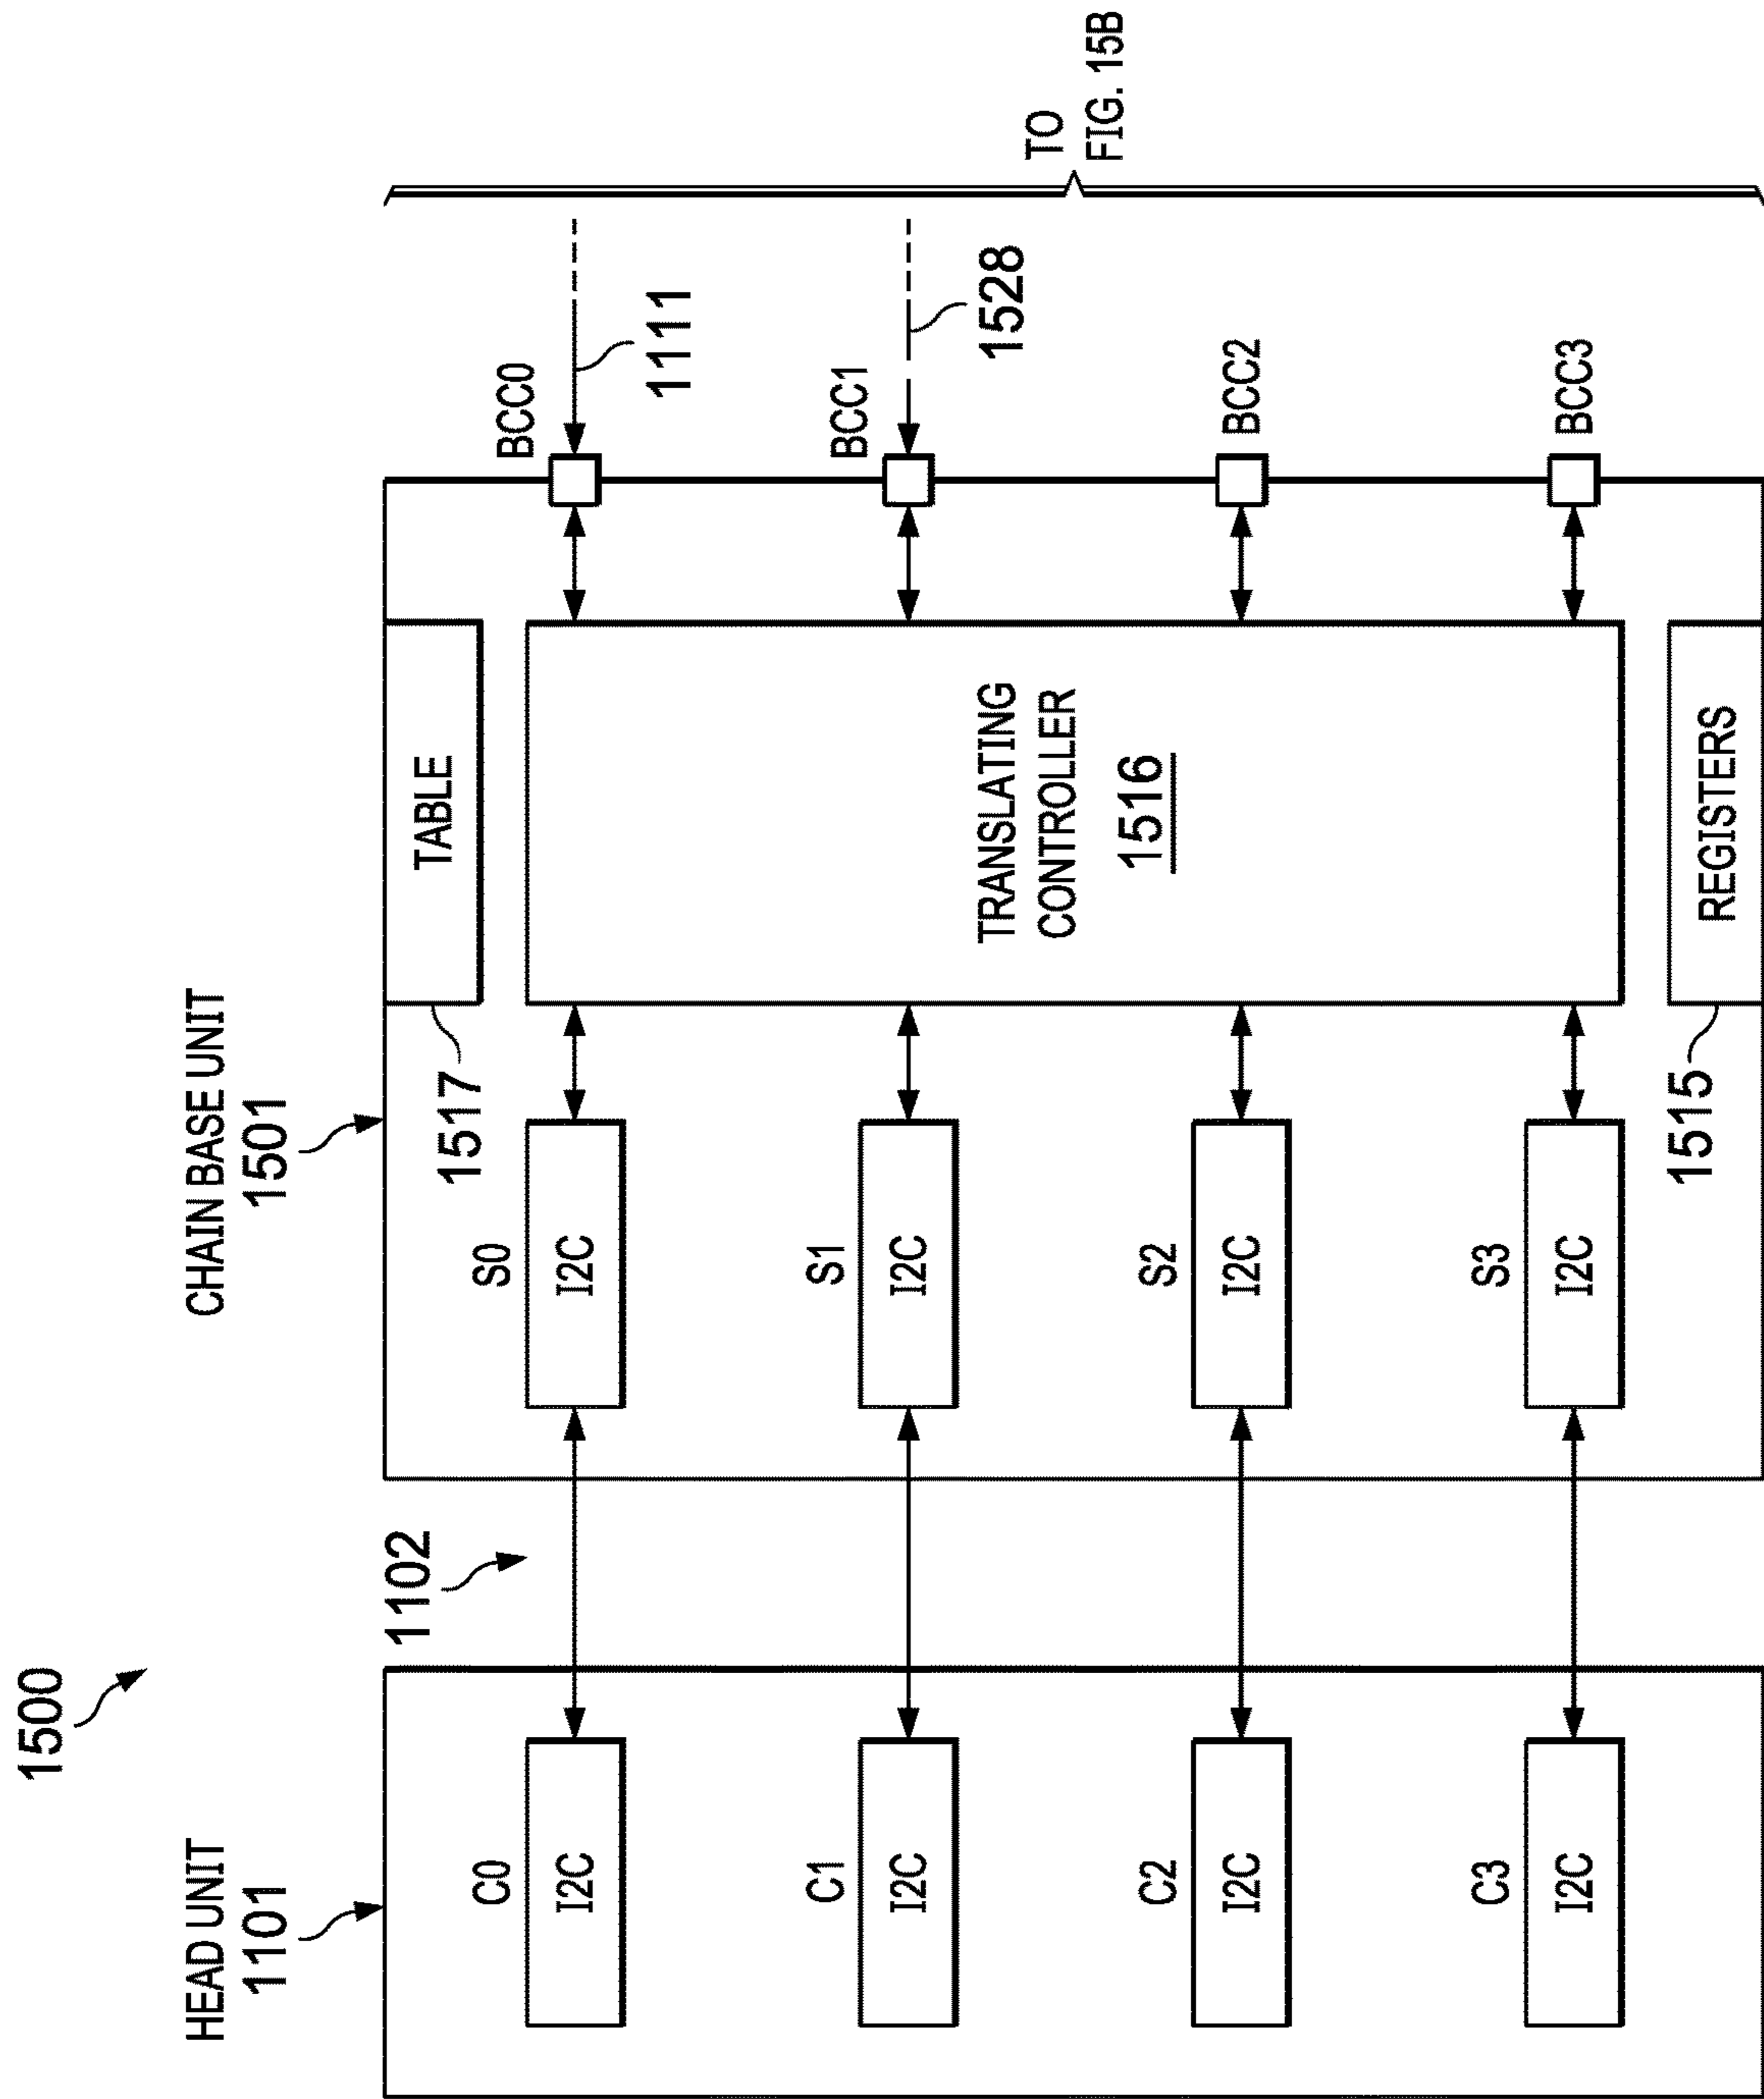 1500
HEAD UNIT
1101
1102
CHAIN BASE UNIT
1501
C0
I2C
C1
I2C
C2
I2C
C3
I2C
S0
I2C
S1
I2C
S2
I2C
S3
I2C
1517
TABLE
TRANSLATING
CONTROLLER
1516
1515
REGISTERS
BCC0
1111
BCC1
1528
BCC2
BCC3
TO
FIG. 15B